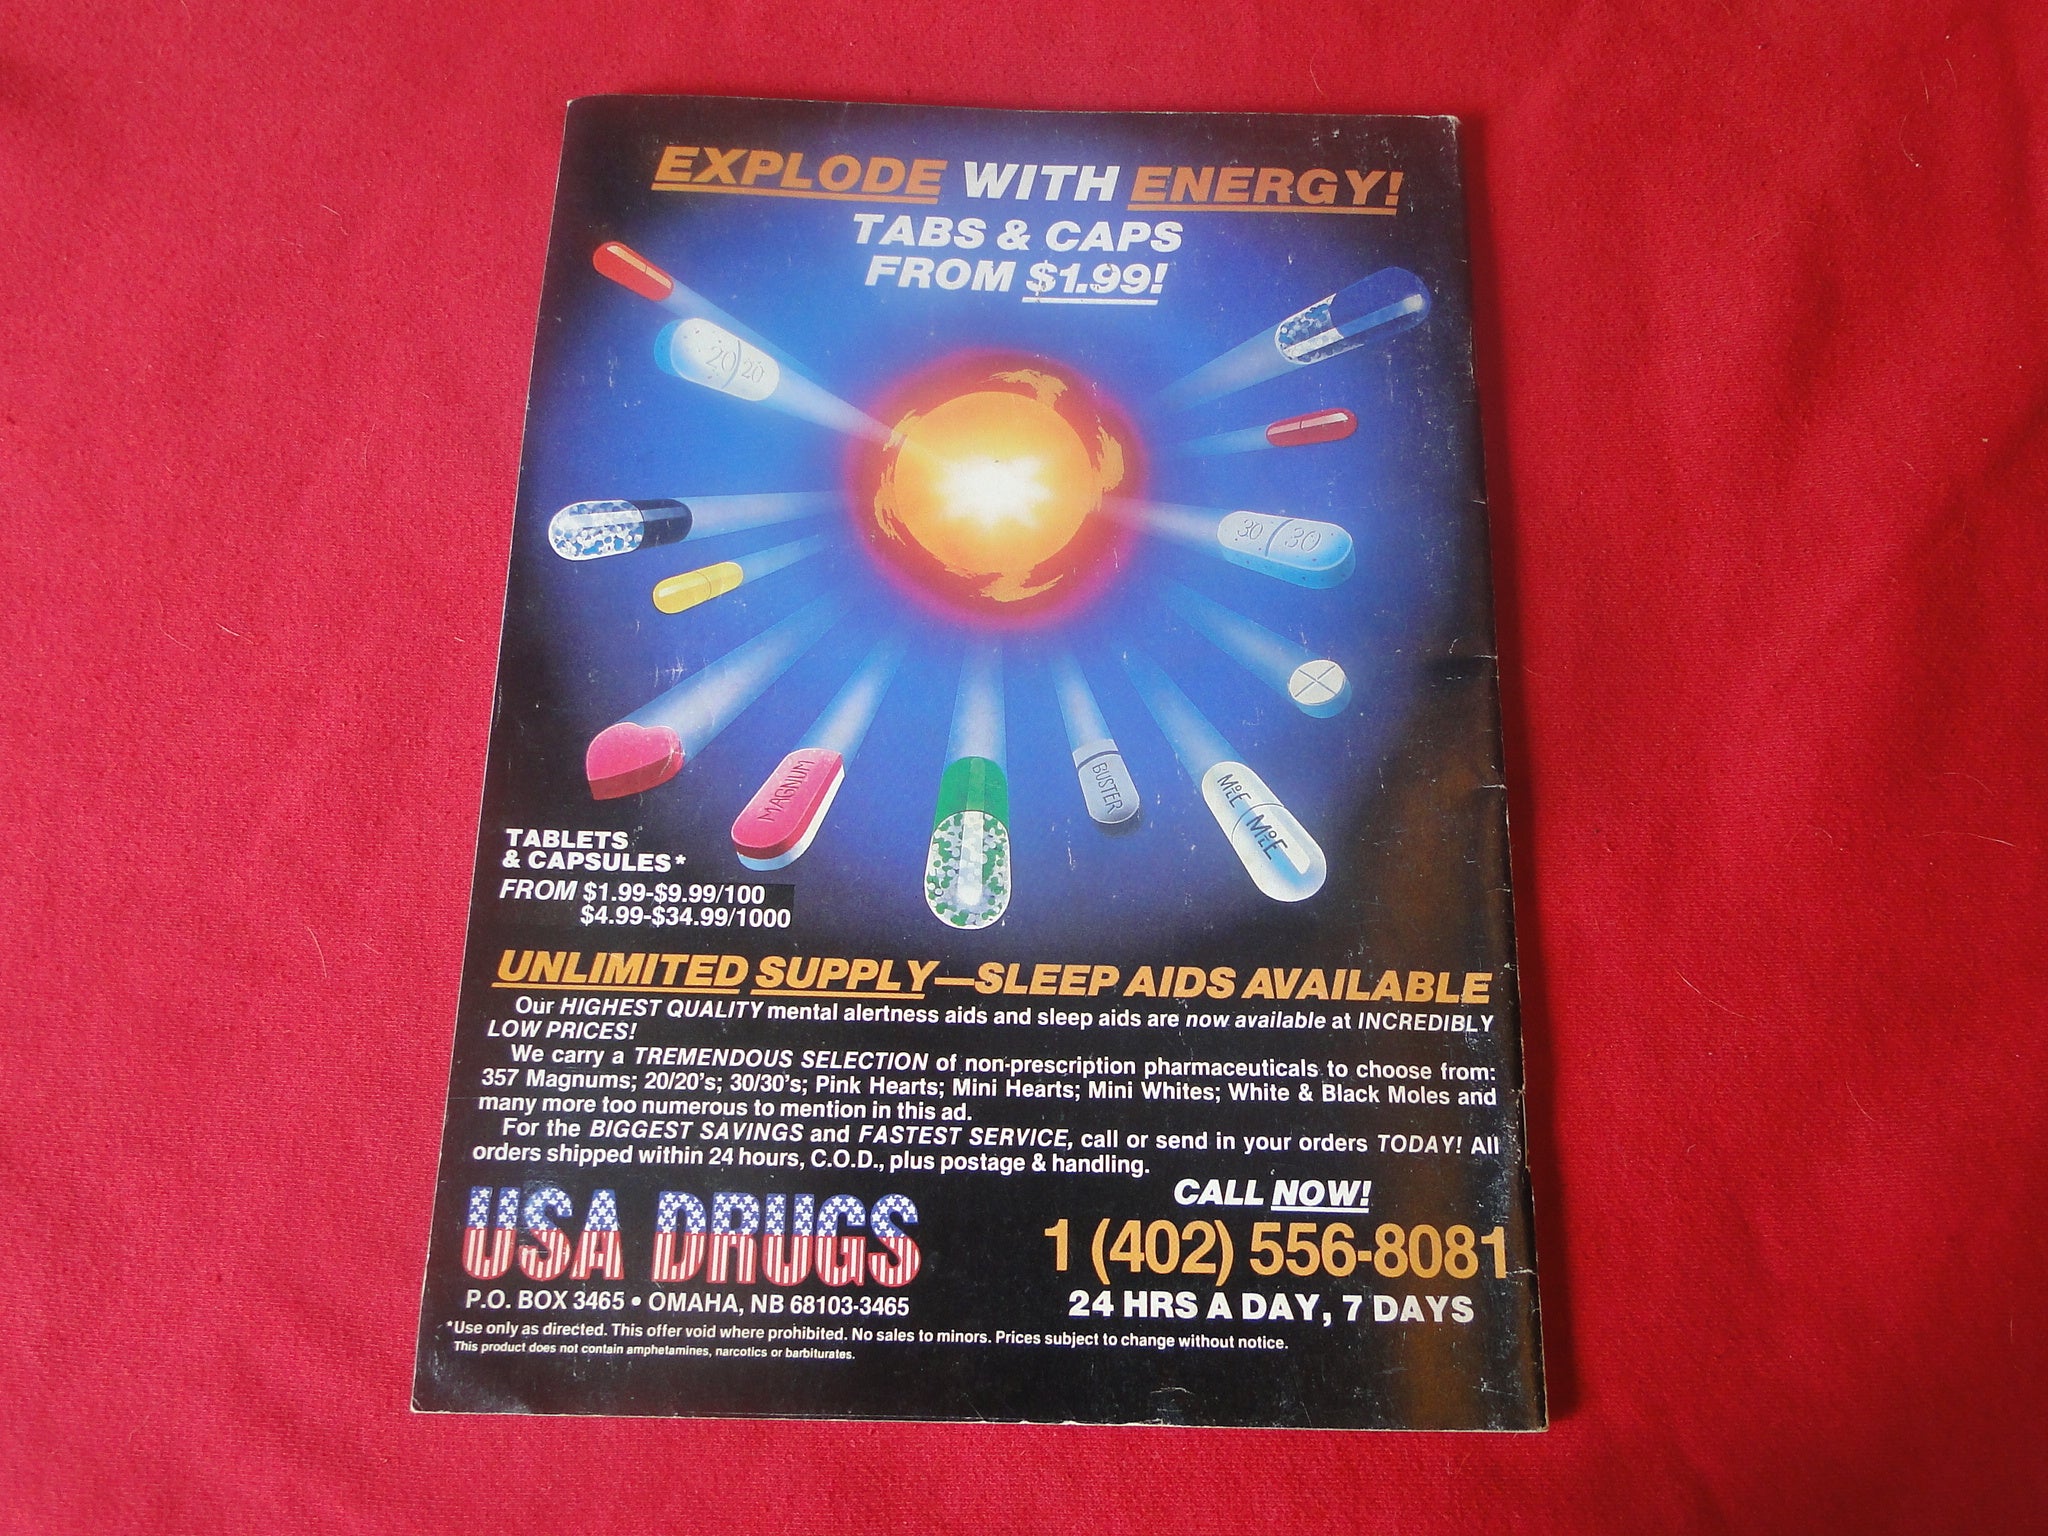 EXPLODE WITH ENERGY!
TABS & CAPS
FROM $1.99!
20 20
30 30
MAGNUM
BUSTER
MOLE MOLE
TABLETS
& CAPSULES*
FROM $1.99-$9.99/100
$4.99-$34.99/1000
UNLIMITED SUPPLY—SLEEP AIDS AVAILABLE
Our HIGHEST QUALITY mental alertness aids and sleep aids are now available at INCREDIBLY
LOW PRICES!
We carry a TREMENDOUS SELECTION of non-prescription pharmaceuticals to choose from:
357 Magnums; 20/20's; 30/30's; Pink Hearts; Mini Hearts; Mini Whites; White & Black Moles and
many more too numerous to mention in this ad.
For the BIGGEST SAVINGS and FASTEST SERVICE, call or send in your orders TODAY! All
orders shipped within 24 hours, C.O.D., plus postage & handling.
USA DRUGS
P.O. BOX 3465 • OMAHA, NB 68103-3465
CALL NOW!
1 (402) 556-8081
24 HRS A DAY, 7 DAYS
*Use only as directed. This offer void where prohibited. No sales to minors. Prices subject to change without notice.
This product does not contain amphetamines, narcotics or barbiturates.